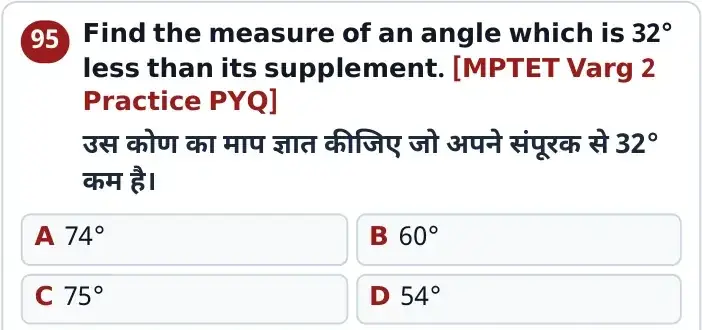 95 Find the measure of an angle which is 32°
less than its supplement. [MPTET Varg 2
Practice PYQ]
उस कोण का माप ज्ञात कीजिए जो अपने संपूरक से 32°
कम है।
A 74° B 60°
C 75° D 54°